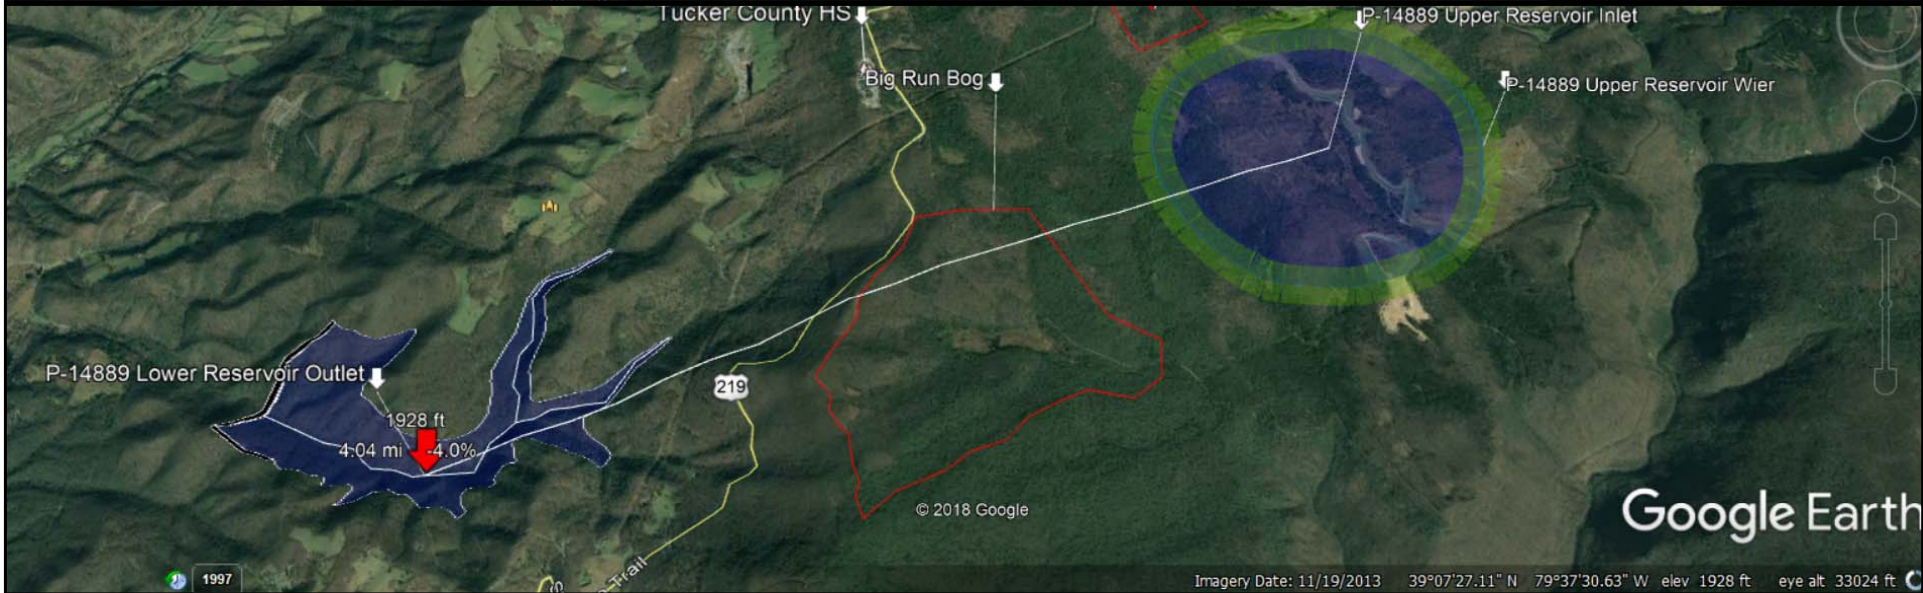 Tucker County HS
P-14889 Upper Reservoir Inlet
Big Run Bog
P-14889 Upper Reservoir Wier
P-14889 Lower Reservoir Outlet
219
1928 ft
4.04 mi -4.0%
© 2018 Google
Google Earth
Trail
1997
Imagery Date: 11/19/2013 39°07'27.11" N 79°37'30.63" W elev 1928 ft eye alt 33024 ft